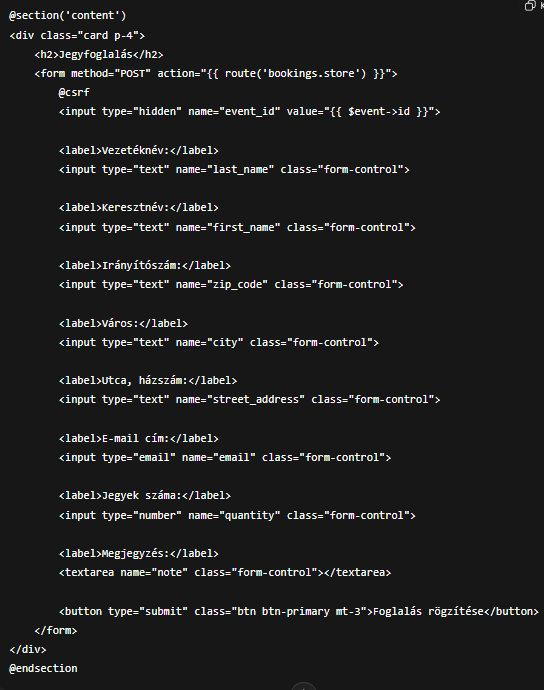 @section('content')
<div class="card p-4">
    <h2>Jegyfoglalás</h2>
    <form method="POST" action="{{ route('bookings.store') }}">
        @csrf
        <input type="hidden" name="event_id" value="{{ $event->id }}">

        <label>Vezetéknév:</label>
        <input type="text" name="last_name" class="form-control">

        <label>Keresztnév:</label>
        <input type="text" name="first_name" class="form-control">

        <label>Irányítószám:</label>
        <input type="text" name="zip_code" class="form-control">

        <label>Város:</label>
        <input type="text" name="city" class="form-control">

        <label>Utca, házszám:</label>
        <input type="text" name="street_address" class="form-control">

        <label>E-mail cím:</label>
        <input type="email" name="email" class="form-control">

        <label>Jegyek száma:</label>
        <input type="number" name="quantity" class="form-control">

        <label>Megjegyzés:</label>
        <textarea name="note" class="form-control"></textarea>

        <button type="submit" class="btn btn-primary mt-3">Foglalás rögzítése</button>
    </form>
</div>
@endsection